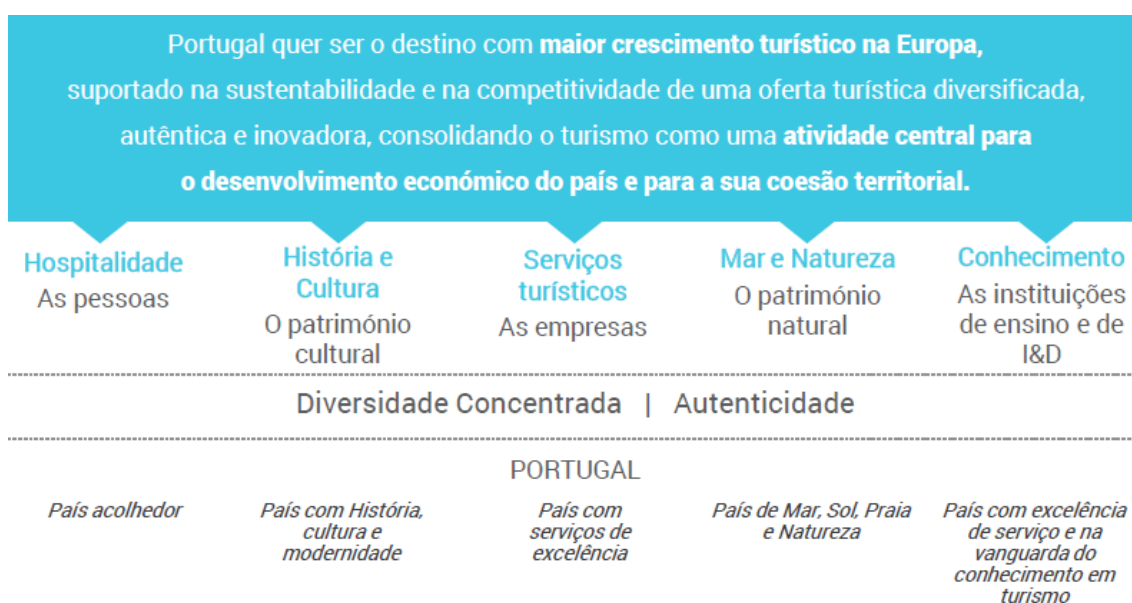 Portugal quer ser o destino com maior crescimento turístico na Europa,
suportado na sustentabilidade e na competitividade de uma oferta turística diversificada,
autêntica e inovadora, consolidando o turismo como uma atividade central para
o desenvolvimento económico do país e para a sua coesão territorial.
Hospitalidade
As pessoas
História e
Cultura
O património
cultural
Serviços
turísticos
As empresas
Mar e Natureza
O património
natural
Conhecimento
As instituições
de ensino e de
I&D
Diversidade Concentrada | Autenticidade
PORTUGAL
País acolhedor
País com História,
cultura e
modernidade
País com
serviços de
excelência
País de Mar, Sol, Praia
e Natureza
País com excelência
de serviço e na
vanguarda do
conhecimento em
turismo